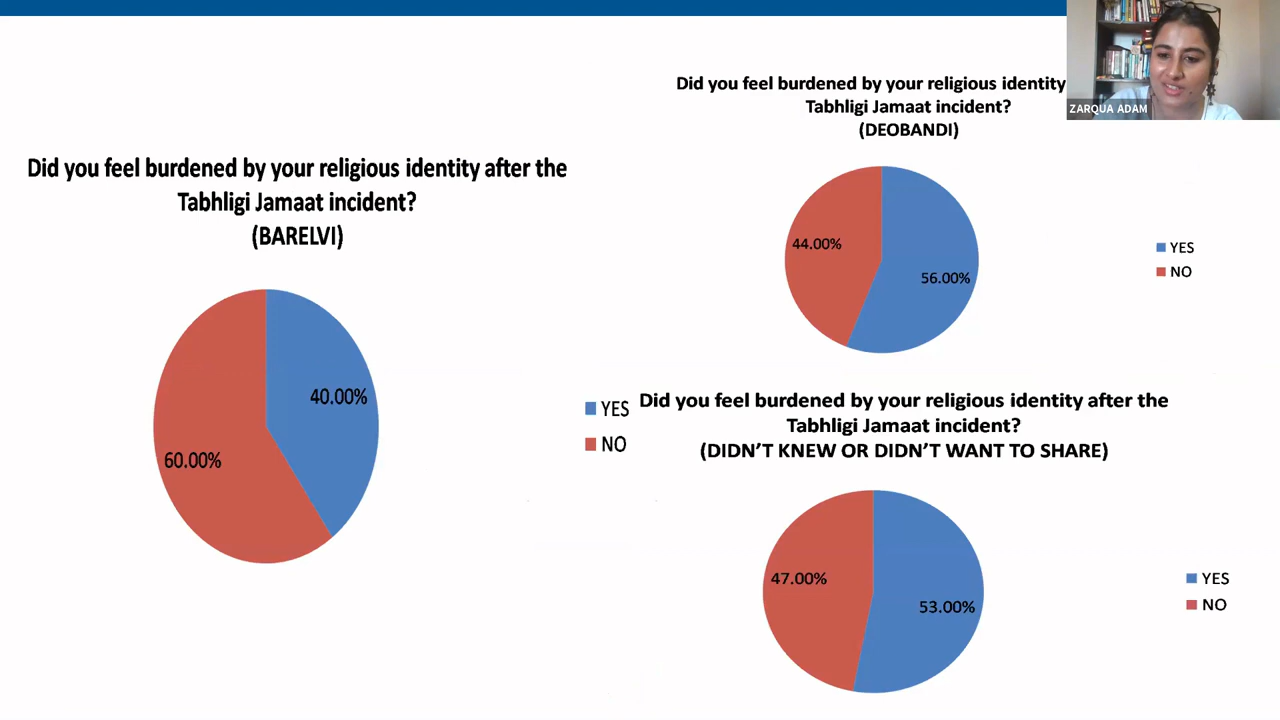 Did you feel burdened by your religious identity after the
Tabhligi Jamaat incident?
(BARELVI)
40.00%
60.00%
YES
NO
Did you feel burdened by your religious identity
Tabhligi Jamaat incident?
(DEOBANDI)
44.00%
56.00%
YES
NO
Did you feel burdened by your religious identity after the
Tabhligi Jamaat incident?
(DIDN'T KNEW OR DIDN'T WANT TO SHARE)
47.00%
53.00%
YES
NO
ZARQUA ADAM